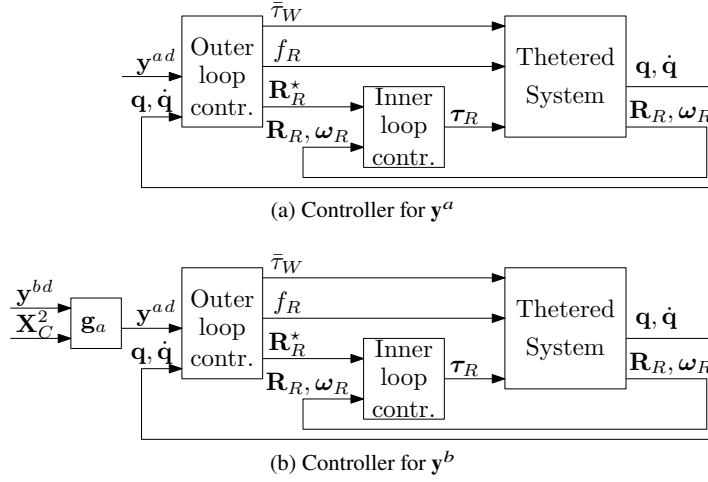 τ̄_W
Outer
loop
contr.
y^{ad}
q, q̇
f_R
R_R^⋆
R_R, ω_R
Inner
loop
contr.
τ_R
Thetered
System
q, q̇
R_R, ω_R
(a) Controller for y^a
τ̄_W
y^{bd}
X_C^2
g_a
y^{ad}
q, q̇
Outer
loop
contr.
f_R
R_R^⋆
R_R, ω_R
Inner
loop
contr.
τ_R
Thetered
System
q, q̇
R_R, ω_R
(b) Controller for y^b